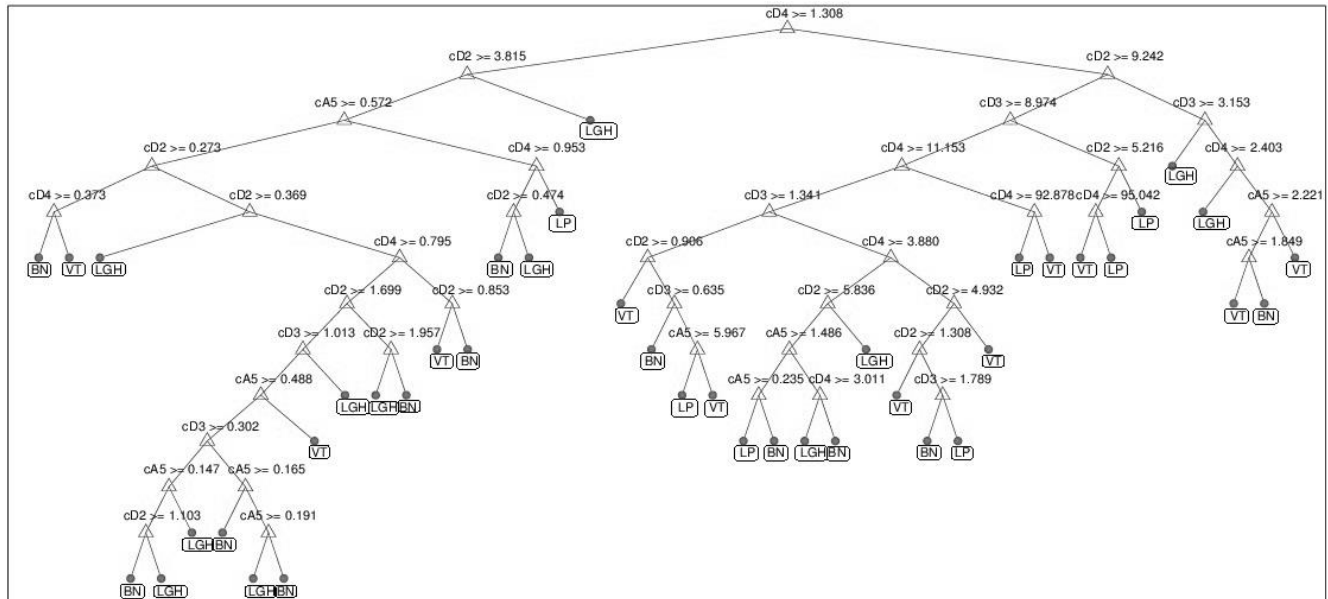 cD4 >= 1.308
cD2 >= 3.815
cD2 >= 9.242
cA5 >= 0.572
LGH
cD3 >= 8.974
cD3 >= 3.153
cD2 >= 0.273
cD4 >= 0.953
cD4 >= 11.153
cD2 >= 5.216
LGH
cD4 >= 2.403
cD4 >= 0.373
cD2 >= 0.369
cD2 >= 0.474
LP
cD3 >= 1.341
cD4 >= 92.878
cD4 >= 95.042
LP
LGH
cA5 >= 2.221
BN
VT
LGH
cD4 >= 0.795
BN
LGH
cD2 >= 0.906
cD4 >= 3.880
LP
VT
VT
LP
cA5 >= 1.849
VT
cD2 >= 1.699
cD2 >= 0.853
VT
cD3 >= 0.635
cD2 >= 5.836
cD2 >= 4.932
VT
BN
cD3 >= 1.013
cD2 >= 1.957
VT
BN
BN
cA5 >= 5.967
cA5 >= 1.486
LGH
cD2 >= 1.308
VT
cA5 >= 0.488
LGH
LGH
BN
LP
VT
cA5 >= 0.235
cD4 >= 3.011
VT
cD3 >= 1.789
cD3 >= 0.302
VT
LP
BN
LGH
BN
BN
LP
cA5 >= 0.147
cA5 >= 0.165
cD2 >= 1.103
LGH
BN
cA5 >= 0.191
BN
LGH
LGH
BN